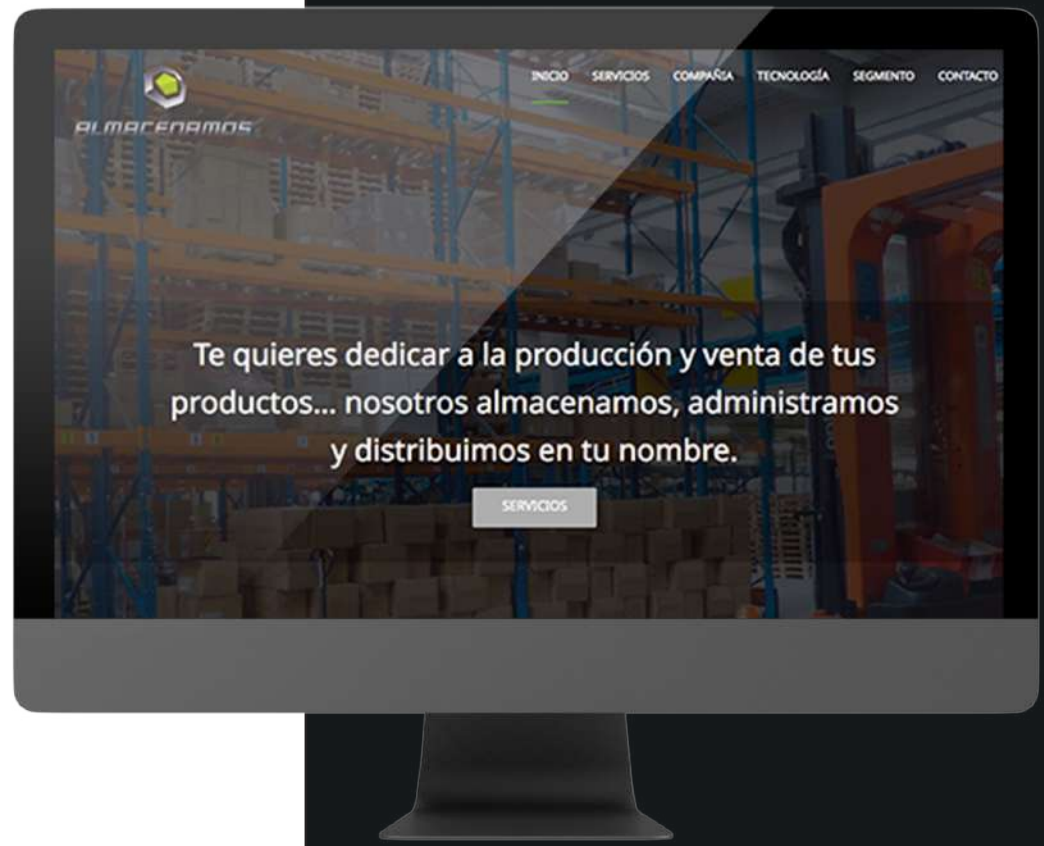 ALMACENAMOS
INICIO SERVICIOS COMPAÑIA TECNOLOGÍA SEGMENTO CONTACTO
Te quieres dedicar a la producción y venta de tus
productos... nosotros almacenamos, administramos
y distribuimos en tu nombre.
SERVICIOS